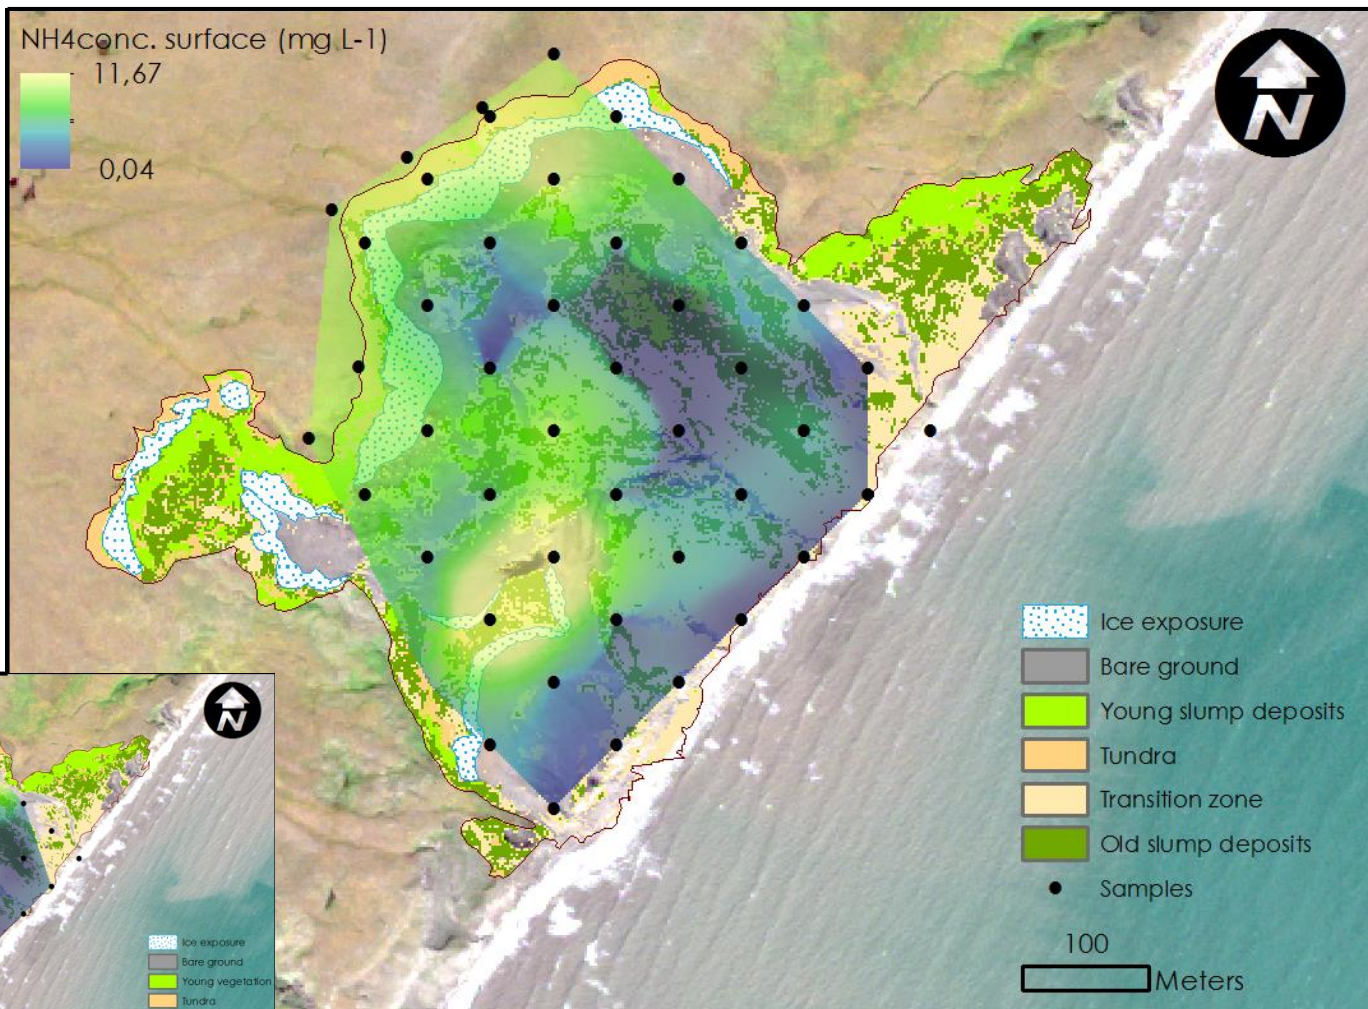 NH4conc. surface (mg L-1)
11,67
0,04
N
Ice exposure
Bare ground
Young slump deposits
Tundra
Transition zone
Old slump deposits
Samples
100
Meters
N
Ice exposure
Bare ground
Young vegetation
Tundra